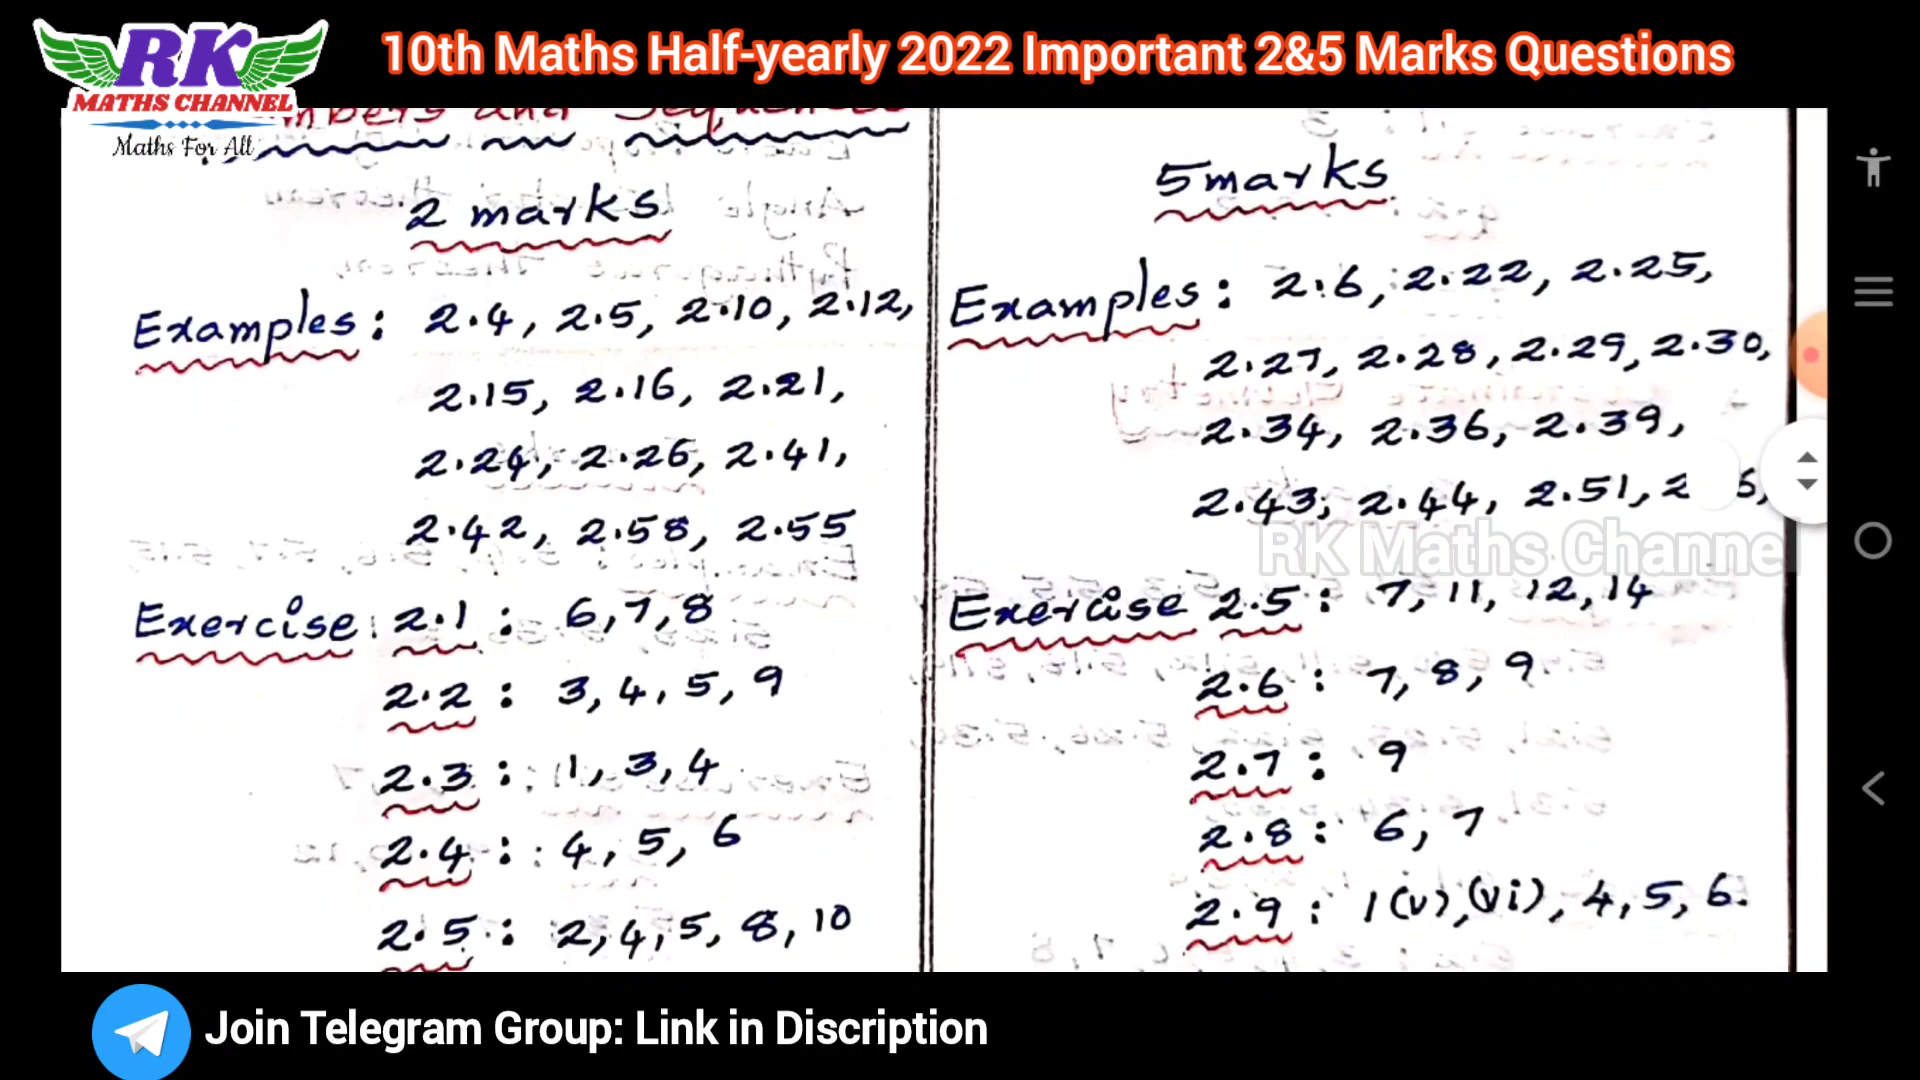 RK
MATHS CHANNEL
Maths For All
10th Maths Half-yearly 2022 Important 2&5 Marks Questions
and
2 marks
Examples: 2.4, 2.5, 2.10, 2.12,
2.15, 2.16, 2.21,
2.24, 2.26, 2.41,
2.42, 2.58, 2.55
Exercise 2.1 : 6,7,8
2.2 : 3, 4, 5, 9
2.3 : 1, 3, 4
2.4 : 4, 5, 6
2.5 : 2, 4, 5, 8, 10
5 marks
Examples: 2.6, 2.22, 2.25,
2.27, 2.28, 2.29, 2.30,
2.34, 2.36, 2.39,
2.43, 2.44, 2.51,
RK Maths Channel
Exercise 2.5 : 7, 11, 12, 14
2.6 : 7, 8, 9
2.7 : 9
2.8 : 6, 7
2.9 : 1(v), (vi), 4, 5, 6.
Join Telegram Group: Link in Discription